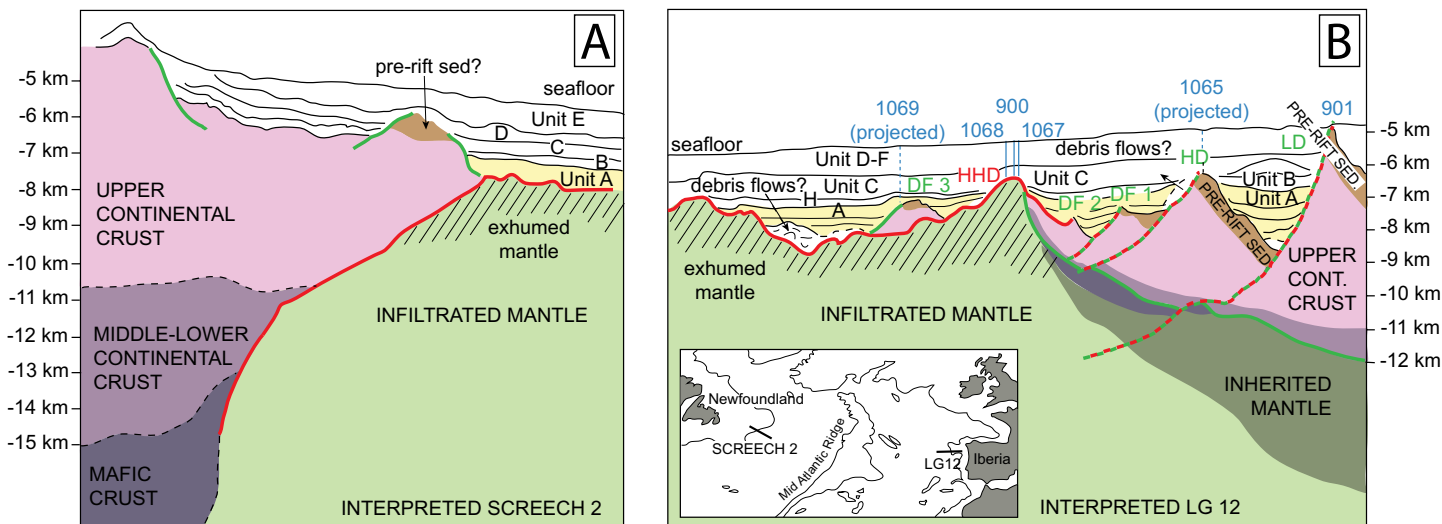 A
-5 km
-6 km
-7 km
-8 km
-9 km
-10 km
-11 km
-12 km
-13 km
-14 km
-15 km
pre-rift sed?
seafloor
Unit E
D
C
B
Unit A
UPPER
CONTINENTAL
CRUST
exhumed
mantle
INFILTRATED MANTLE
MIDDLE-LOWER
CONTINENTAL
CRUST
MAFIC
CRUST
INTERPRETED SCREECH 2
B
1069
(projected)
900
1068
1067
1065
(projected)
901
seafloor
Unit D-F
debris flows?
HD
LD
PRE-RIFT SED.
debris flows?
Unit C
DF 3
HHD
Unit C
DF 2
DF 1
Unit B
H
A
Unit A
PRE-RIFT SED
exhumed
mantle
UPPER
CONT.
CRUST
INFILTRATED MANTLE
INHERITED
MANTLE
-5 km
-6 km
-7 km
-8 km
-9 km
-10 km
-11 km
-12 km
Newfoundland
SCREECH 2
Mid Atlantic Ridge
LG12
Iberia
INTERPRETED LG 12